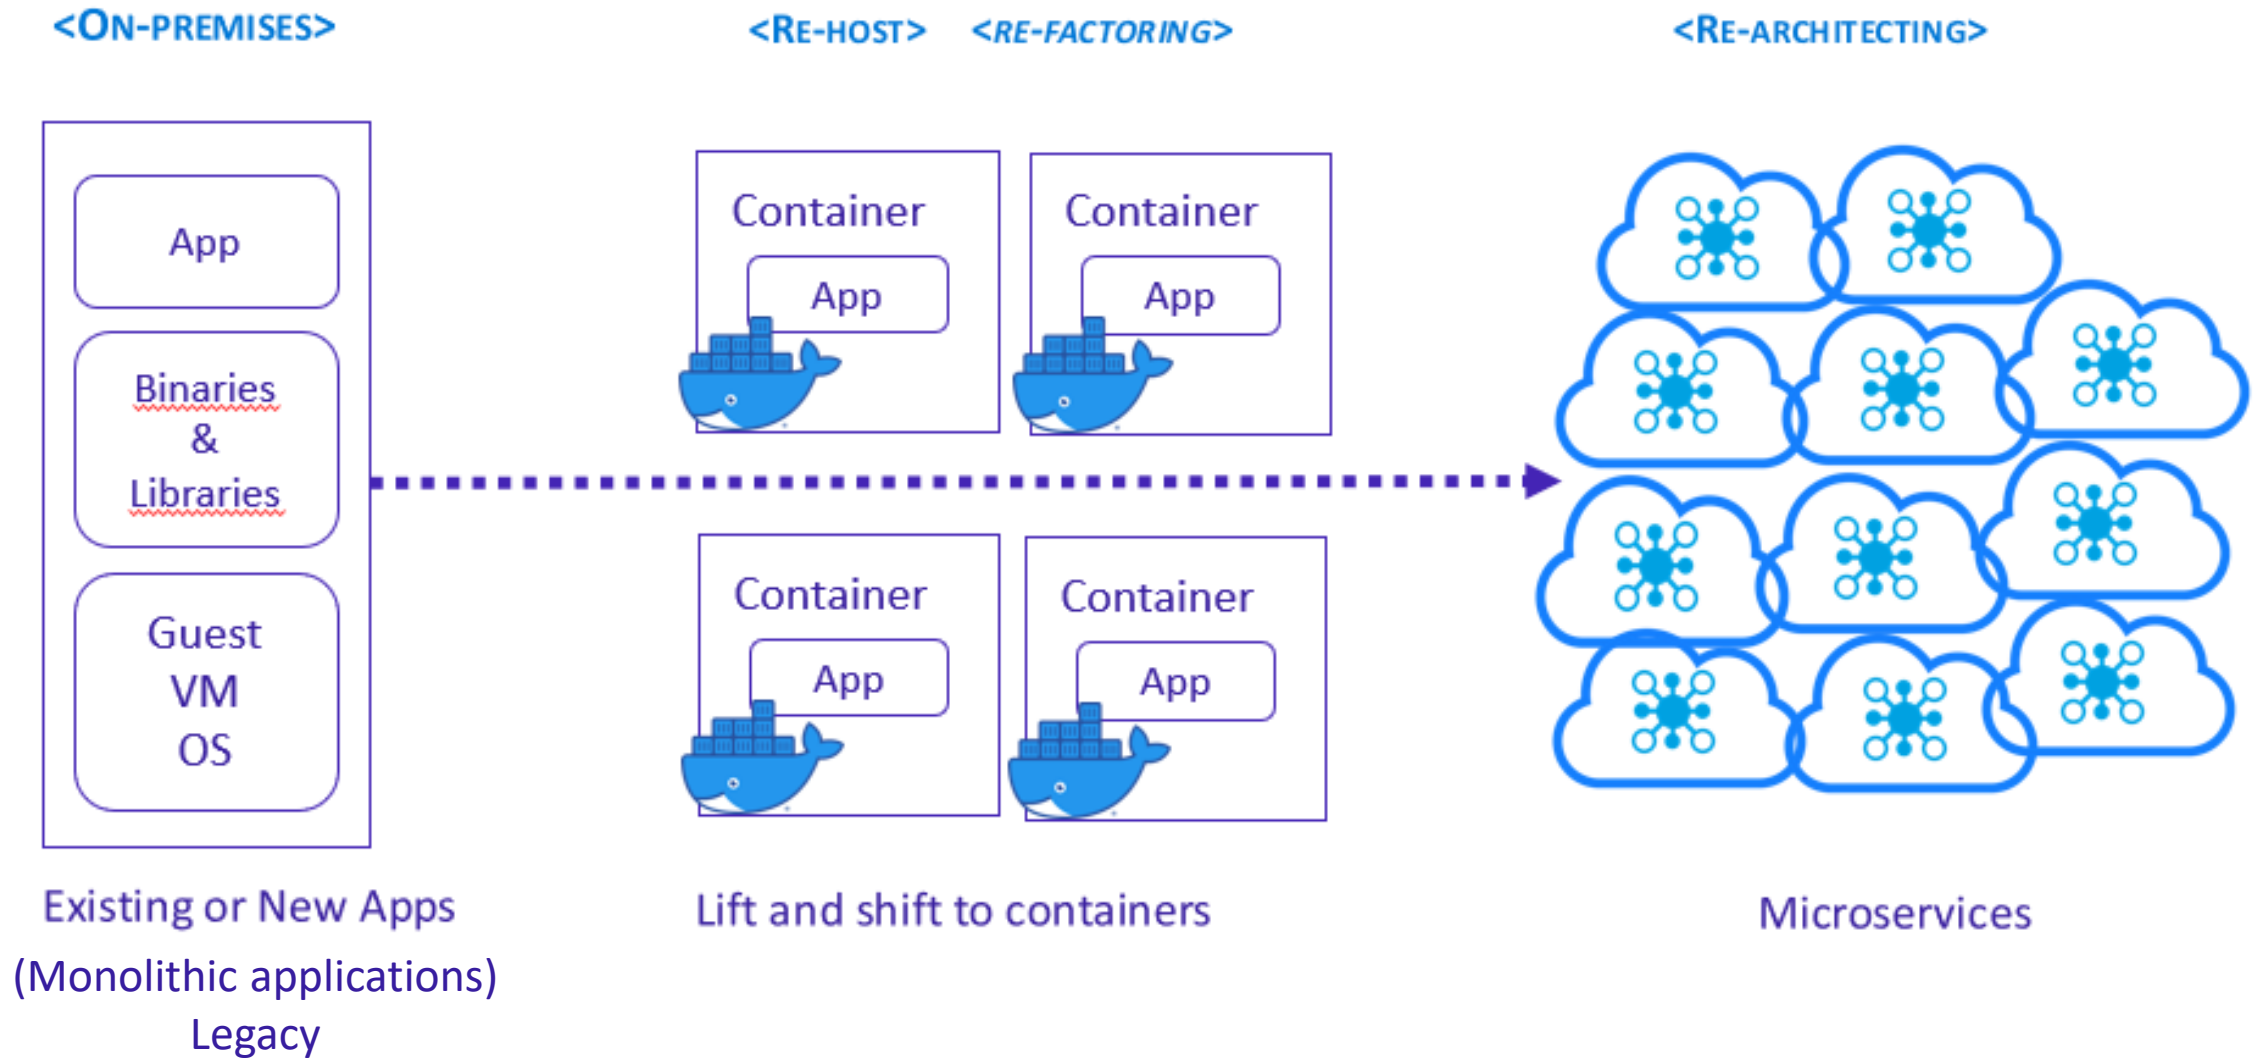 <ON-PREMISES>
<RE-HOST> <RE-FACTORING>
<RE-ARCHITECTING>
App
Binaries
&
Libraries
Guest
VM
OS
Container
App
Container
App
Container
App
Container
App
Existing or New Apps
(Monolithic applications)
Legacy
Lift and shift to containers
Microservices